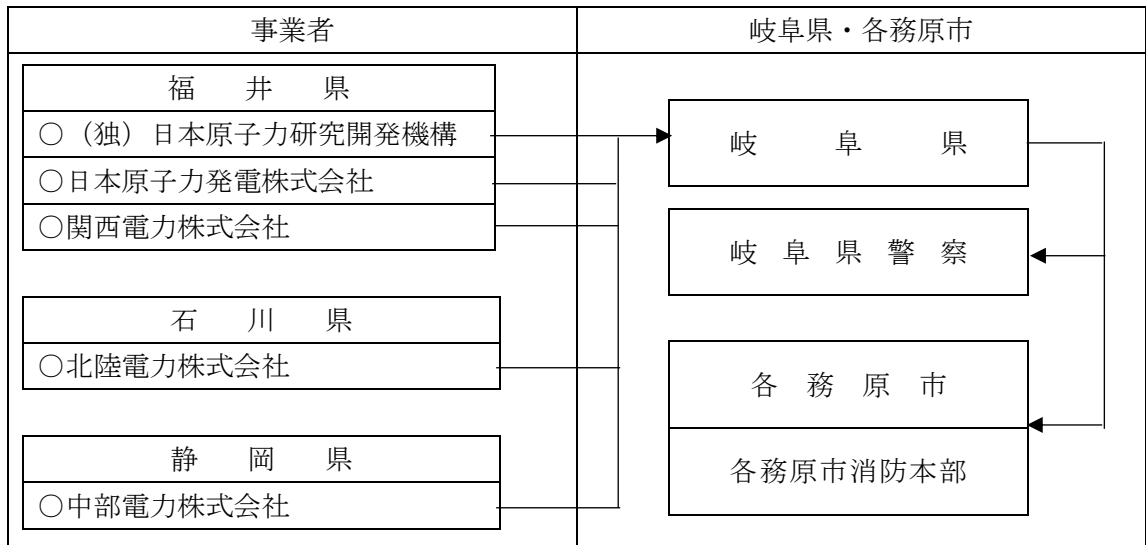 事業者
岐阜県・各務原市
福井県
○（独）日本原子力研究開発機構
○日本原子力発電株式会社
○関西電力株式会社
石川県
○北陸電力株式会社
静岡県
○中部電力株式会社
岐阜県
岐阜県警察
各務原市
各務原市消防本部